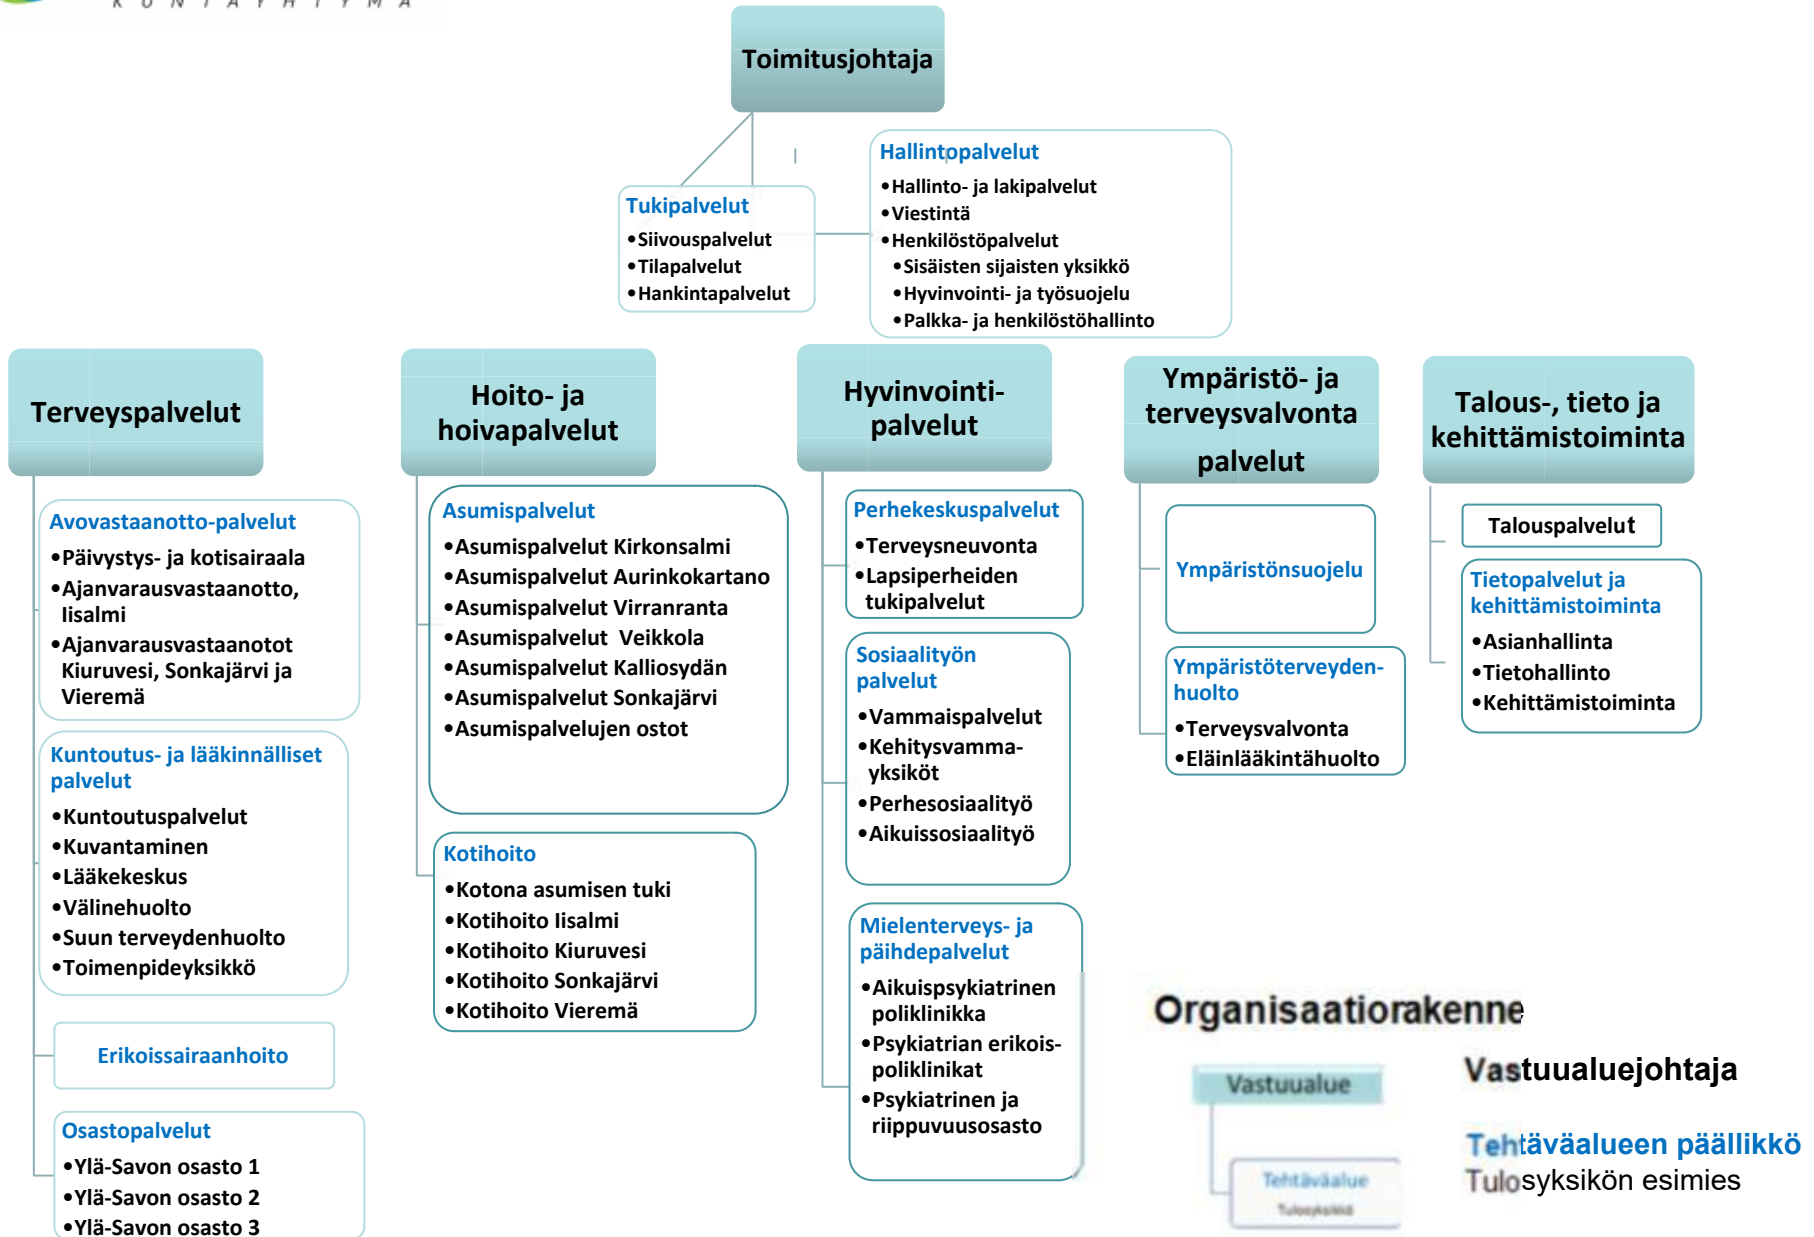 KUNTAYHTYMÄ
Toimitusjohtaja
Hallintopalvelut
•Hallinto- ja lakipalvelut
•Viestintä
•Henkilöstöpalvelut
•Sisäisten sijaisten yksikkö
•Hyvinvointi- ja työsuojelu
•Palkka- ja henkilöstöhallinto
Tukipalvelut
•Siivouspalvelut
•Tilapalvelut
•Hankintapalvelut
Terveyspalvelut
Avovastaanotto-palvelut
•Päivystys- ja kotisairaala
•Ajanvarausvastaanotto,
Iisalmi
•Ajanvarausvastaanotot
Kiuruvesi, Sonkajärvi ja
Vieremä
Kuntoutus- ja lääkinnälliset
palvelut
•Kuntoutuspalvelut
•Kuvantaminen
•Lääkekeskus
•Välinehuolto
•Suun terveydenhuolto
•Toimenpideyksikkö
Erikoissairaanhoito
Osastopalvelut
•Ylä-Savon osasto 1
•Ylä-Savon osasto 2
•Ylä-Savon osasto 3
Hoito- ja
hoivapalvelut
Asumispalvelut
•Asumispalvelut Kirkonsalmi
•Asumispalvelut Aurinkokartano
•Asumispalvelut Virranranta
•Asumispalvelut Veikkola
•Asumispalvelut Kalliosydän
•Asumispalvelut Sonkajärvi
•Asumispalvelujen ostot
Kotihoito
•Kotona asumisen tuki
•Kotihoito Iisalmi
•Kotihoito Kiuruvesi
•Kotihoito Sonkajärvi
•Kotihoito Vieremä
Hyvinvointi-
palvelut
Perhekeskuspalvelut
•Terveysneuvonta
•Lapsiperheiden
tukipalvelut
Sosiaalityön
palvelut
•Vammaispalvelut
•Kehitysvamma-
yksiköt
•Perhesosiaalityö
•Aikuissosiaalityö
Mielenterveys- ja
päihdepalvelut
•Aikuispsykiatrinen
poliklinikka
•Psykiatrian erikois-
poliklinikat
•Psykiatrinen ja
riippuvuusosasto
Ympäristö- ja
terveysvalvonta
palvelut
Ympäristönsuojelu
Ympäristöterveyden-
huolto
•Terveysvalvonta
•Eläinlääkintähuolto
Talous-, tieto ja
kehittämistoiminta
Talouspalvelut
Tietopalvelut ja
kehittämistoiminta
•Asianhallinta
•Tietohallinto
•Kehittämistoiminta
Organisaatiorakenne
Vastuualue
Tehtäväalue
Tulosyksikkö
Vastuualuejohtaja
Tehtäväalueen päällikkö
Tulosyksikön esimies